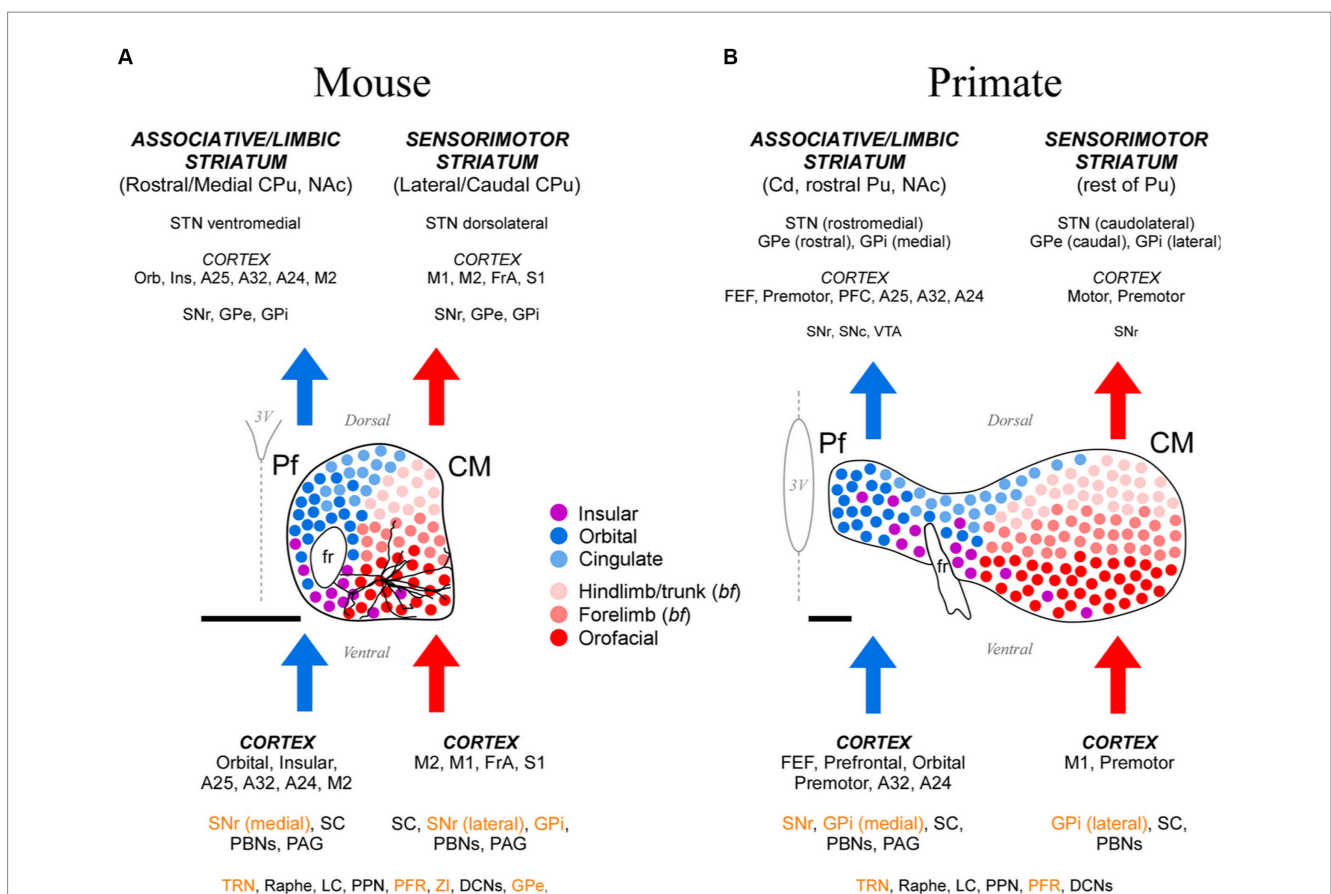 A
Mouse
ASSOCIATIVE/LIMBIC
STRIATUM
(Rostral/Medial CPu, NAc)
STN ventromedial
CORTEX
Orb, Ins, A25, A32, A24, M2
SNr, GPe, GPi
SENSORIMOTOR
STRIATUM
(Lateral/Caudal CPu)
STN dorsolateral
CORTEX
M1, M2, FrA, S1
SNr, GPe, GPi
3V
Dorsal
Pf
CM
fr
Ventral
CORTEX
Orbital, Insular,
A25, A32, A24, M2
SNr (medial), SC
PBNs, PAG
CORTEX
M2, M1, FrA, S1
SC, SNr (lateral), GPi,
PBNs, PAG
TRN, Raphe, LC, PPN, PFR, ZI, DCNs, GPe,
Insular
Orbital
Cingulate
Hindlimb/trunk (bf)
Forelimb (bf)
Orofacial
B
Primate
ASSOCIATIVE/LIMBIC
STRIATUM
(Cd, rostral Pu, NAc)
STN (rostromedial)
GPe (rostral), GPi (medial)
CORTEX
FEF, Premotor, PFC, A25, A32, A24
SNr, SNc, VTA
SENSORIMOTOR
STRIATUM
(rest of Pu)
STN (caudolateral)
GPe (caudal), GPi (lateral)
CORTEX
Motor, Premotor
SNr
3V
Dorsal
Pf
CM
fr
Ventral
CORTEX
FEF, Prefrontal, Orbital
Premotor, A32, A24
SNr, GPi (medial), SC,
PBNs, PAG
CORTEX
M1, Premotor
GPi (lateral), SC,
PBNs
TRN, Raphe, LC, PPN, PFR, DCNs